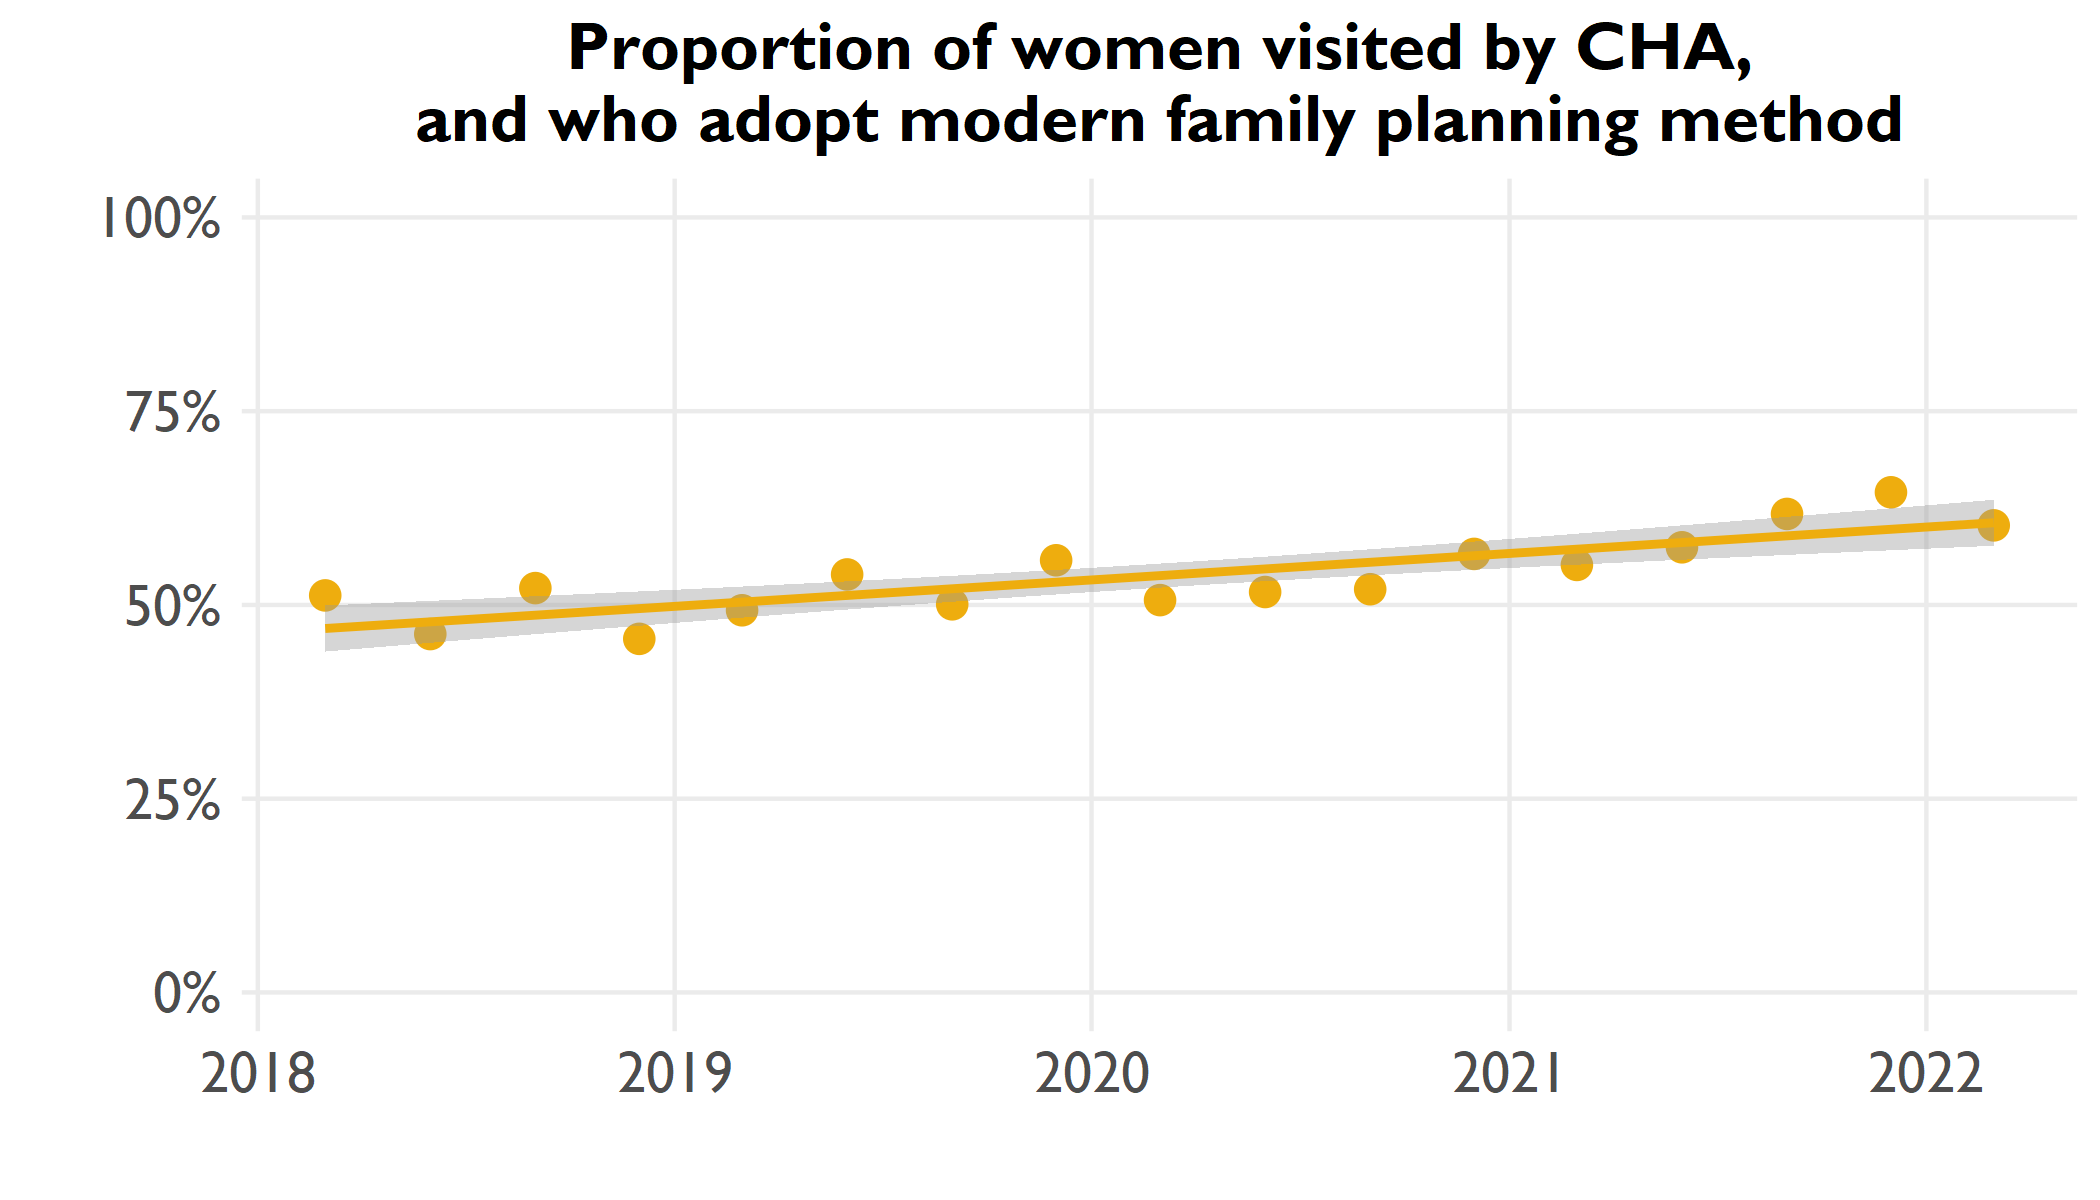 Proportion of women visited by CHA,
and who adopt modern family planning method
100%
75%
50%
25%
0%
2018 2019 2020 2021 2022